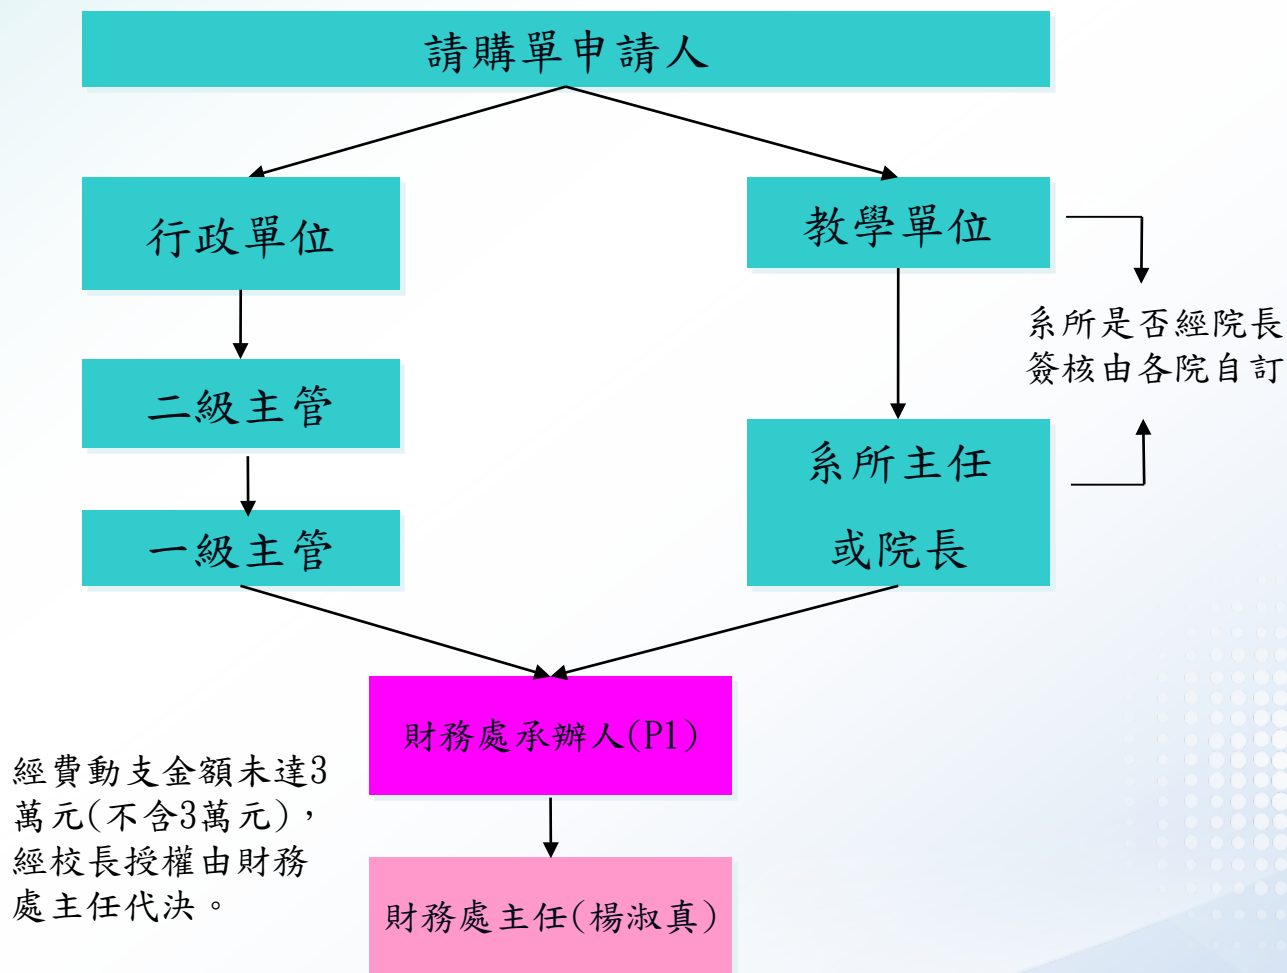 請購單申請人
行政單位
教學單位
系所是否經院長
簽核由各院自訂
二級主管
系所主任
或院長
一級主管
財務處承辦人(P1)
經費動支金額未達3
萬元(不含3萬元),
經校長授權由財務
處主任代決。
財務處主任(楊淑真)